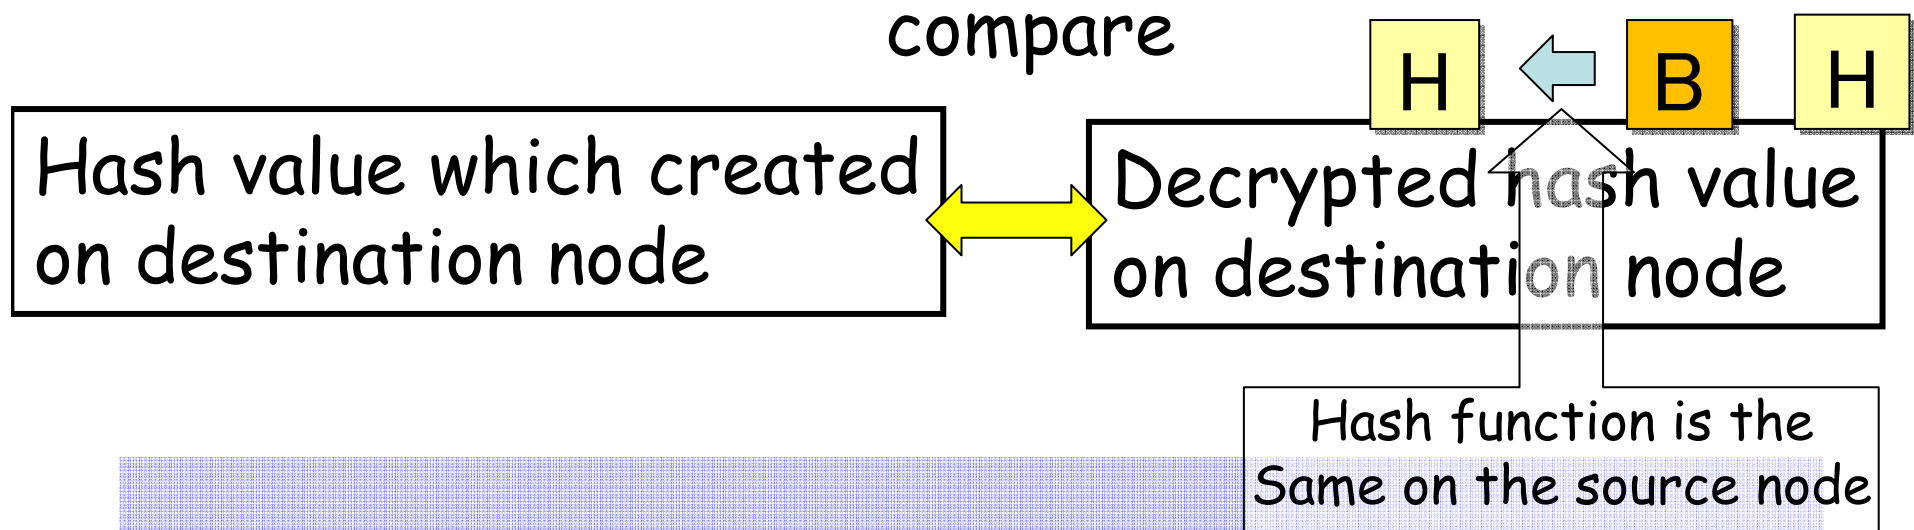 compare
H B H
Hash value which created
on destination node
Decrypted hash value
on destination node
Hash function is the
Same on the source node